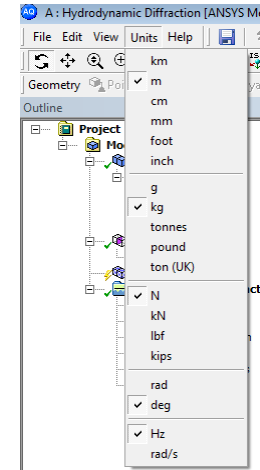 A : Hydrodynamic Diffraction [ANSYS M
File Edit View Units Help
Geometry Poi
Outline
Project
Mo
km
m
cm
mm
foot
inch
g
kg
tonnes
pound
ton (UK)
N
kN
lbf
kips
rad
deg
Hz
rad/s